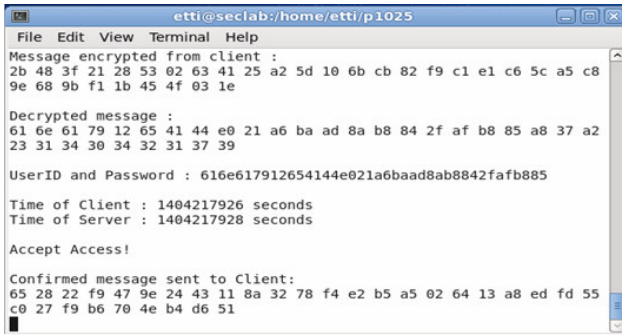 etti@seclab:/home/etti/p1025
File Edit View Terminal Help
Message encrypted from client :
2b 48 3f 21 28 53 02 63 41 25 a2 5d 10 6b cb 82 f9 c1 e1 c6 5c a5 c8
9e 68 9b f1 1b 45 4f 03 1e
Decrypted message :
61 6e 61 79 12 65 41 44 e0 21 a6 ba ad 8a b8 84 2f af b8 85 a8 37 a2
23 31 34 30 34 32 31 37 39
UserID and Password : 616e617912654144e021a6baad8ab8842fafb885
Time of Client : 1404217926 seconds
Time of Server : 1404217928 seconds
Accept Access!
Confirmed message sent to Client:
65 28 22 f9 47 9e 24 43 11 8a 32 78 f4 e2 b5 a5 02 64 13 a8 ed fd 55
c0 27 f9 b6 70 4e b4 d6 51